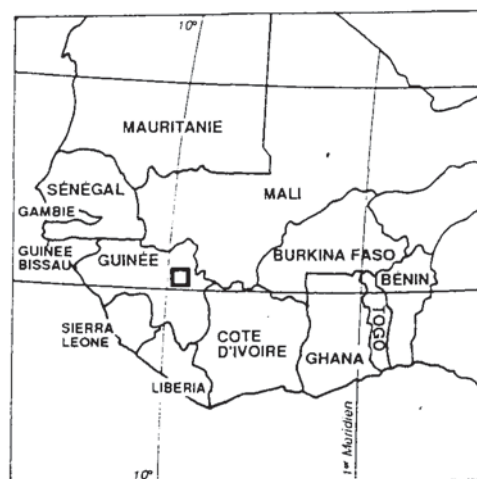 10°
MAURITANIE
SÉNÉGAL
MALI
GAMBIE
GUINÉE
BISSAU
GUINÉE
BURKINA FASO
BÉNIN
SIERRA
LEONE
COTE
D'IVOIRE
GHANA
TOGO
LIBERIA
1er Meridien
10°